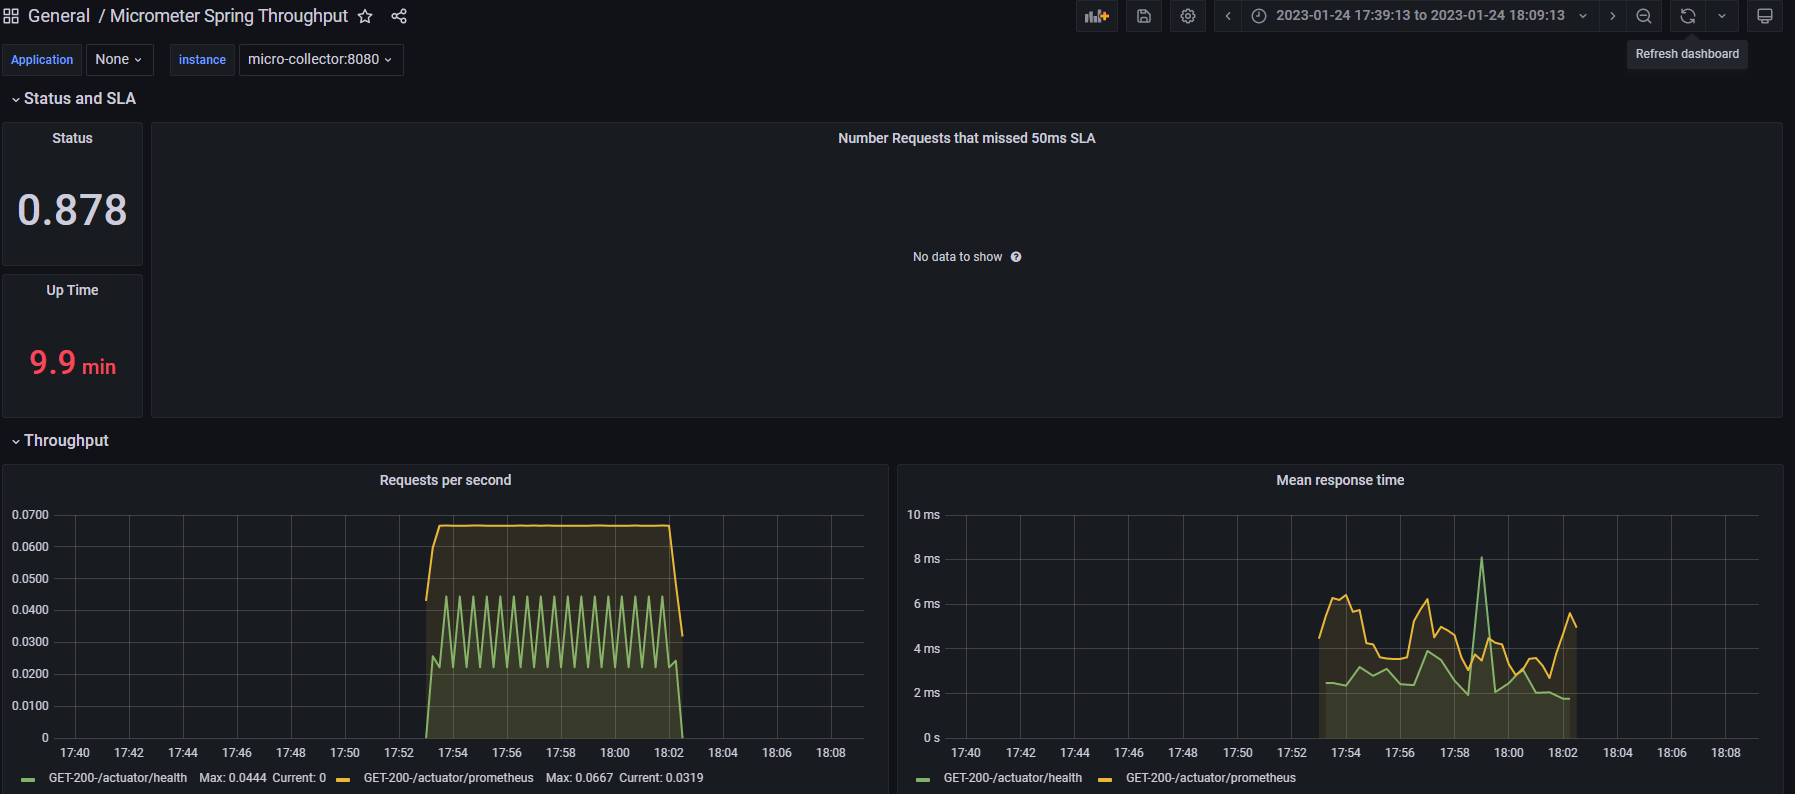 General / Micrometer Spring Throughput
2023-01-24 17:39:13 to 2023-01-24 18:09:13
Refresh dashboard
Application None instance micro-collector:8080
Status and SLA
Status
0.878
Number Requests that missed 50ms SLA
No data to show
Up Time
9.9 min
Throughput
Requests per second
0.0700
0.0600
0.0500
0.0400
0.0300
0.0200
0.0100
0
17:40 17:42 17:44 17:46 17:48 17:50 17:52 17:54 17:56 17:58 18:00 18:02 18:04 18:06 18:08
GET-200-/actuator/health Max: 0.0444 Current: 0 GET-200-/actuator/prometheus Max: 0.0667 Current: 0.0319
Mean response time
10 ms
8 ms
6 ms
4 ms
2 ms
0 s
17:40 17:42 17:44 17:46 17:48 17:50 17:52 17:54 17:56 17:58 18:00 18:02 18:04 18:06 18:08
GET-200-/actuator/health GET-200-/actuator/prometheus